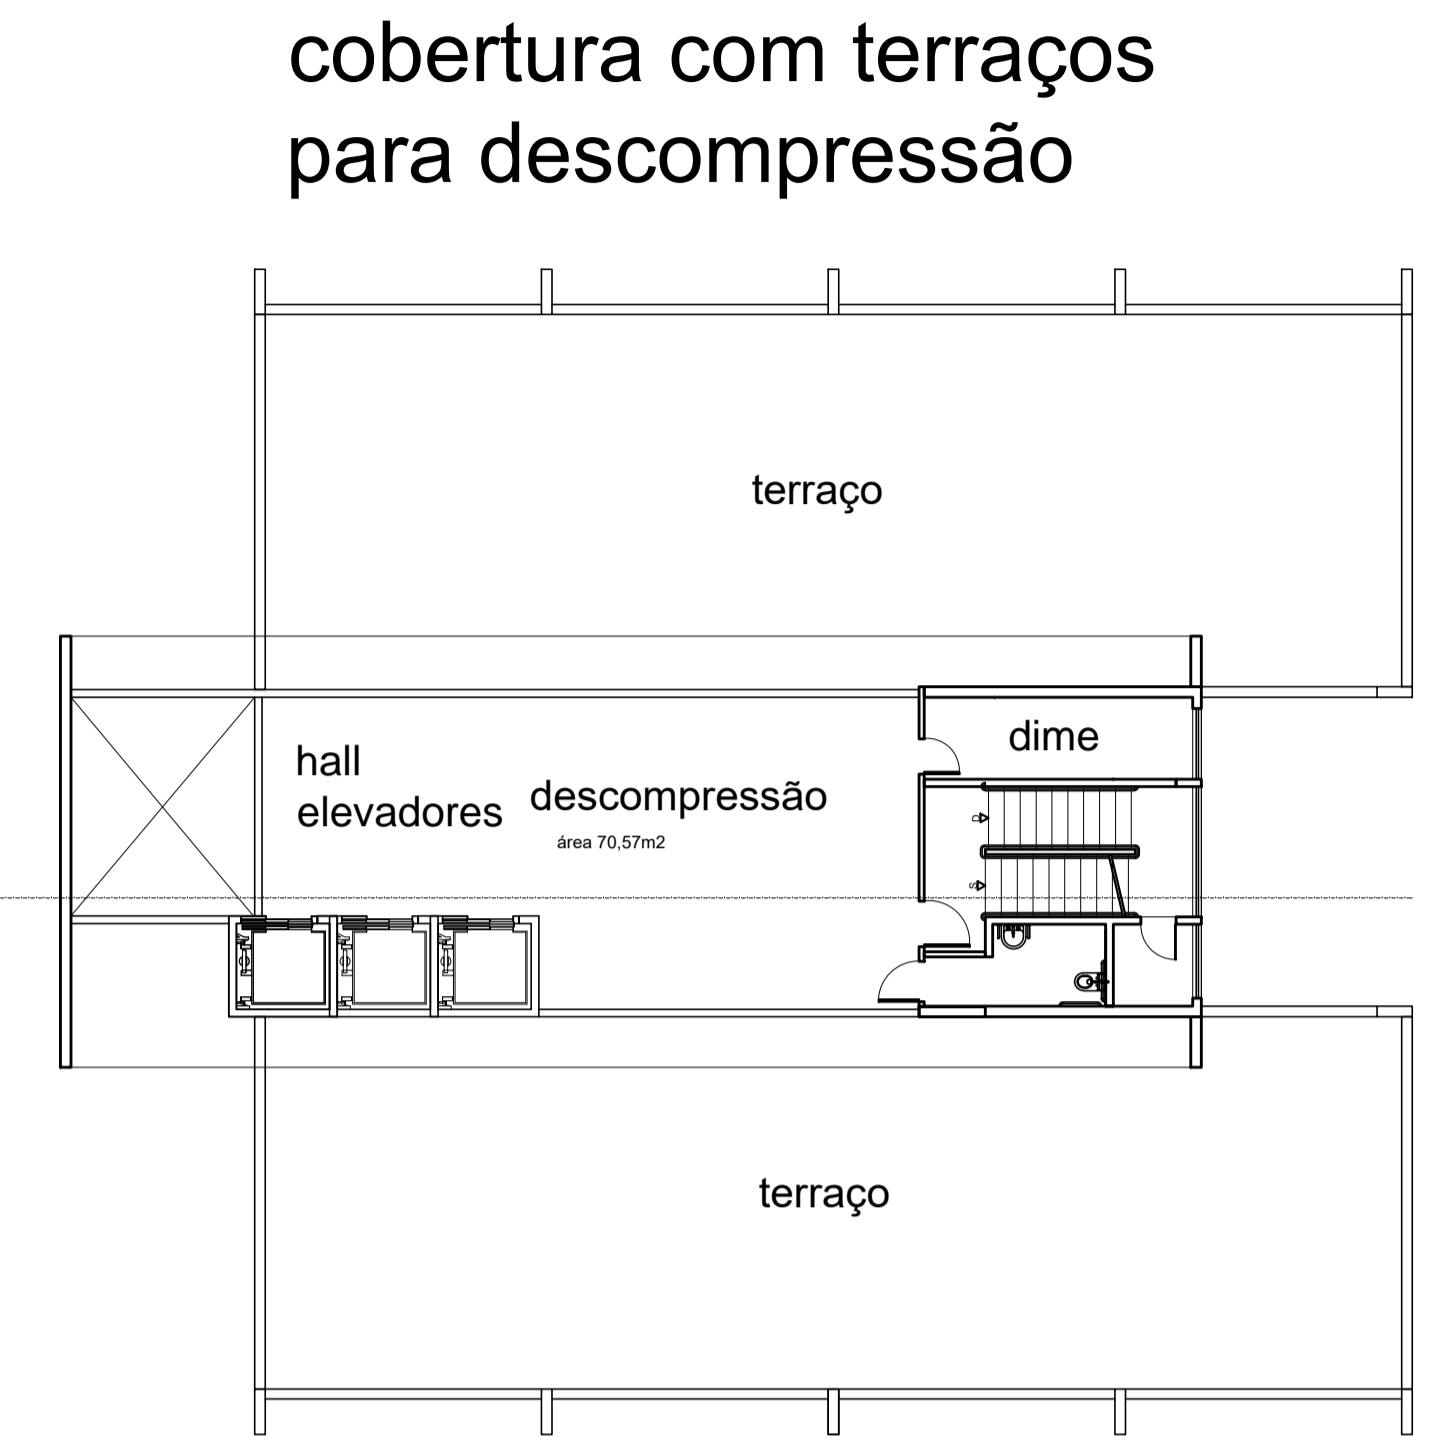 cobertura com terraços
para descompressão
terraço
dime
hall
elevadores
descompressão
área 70,57m2
D
S
terraço